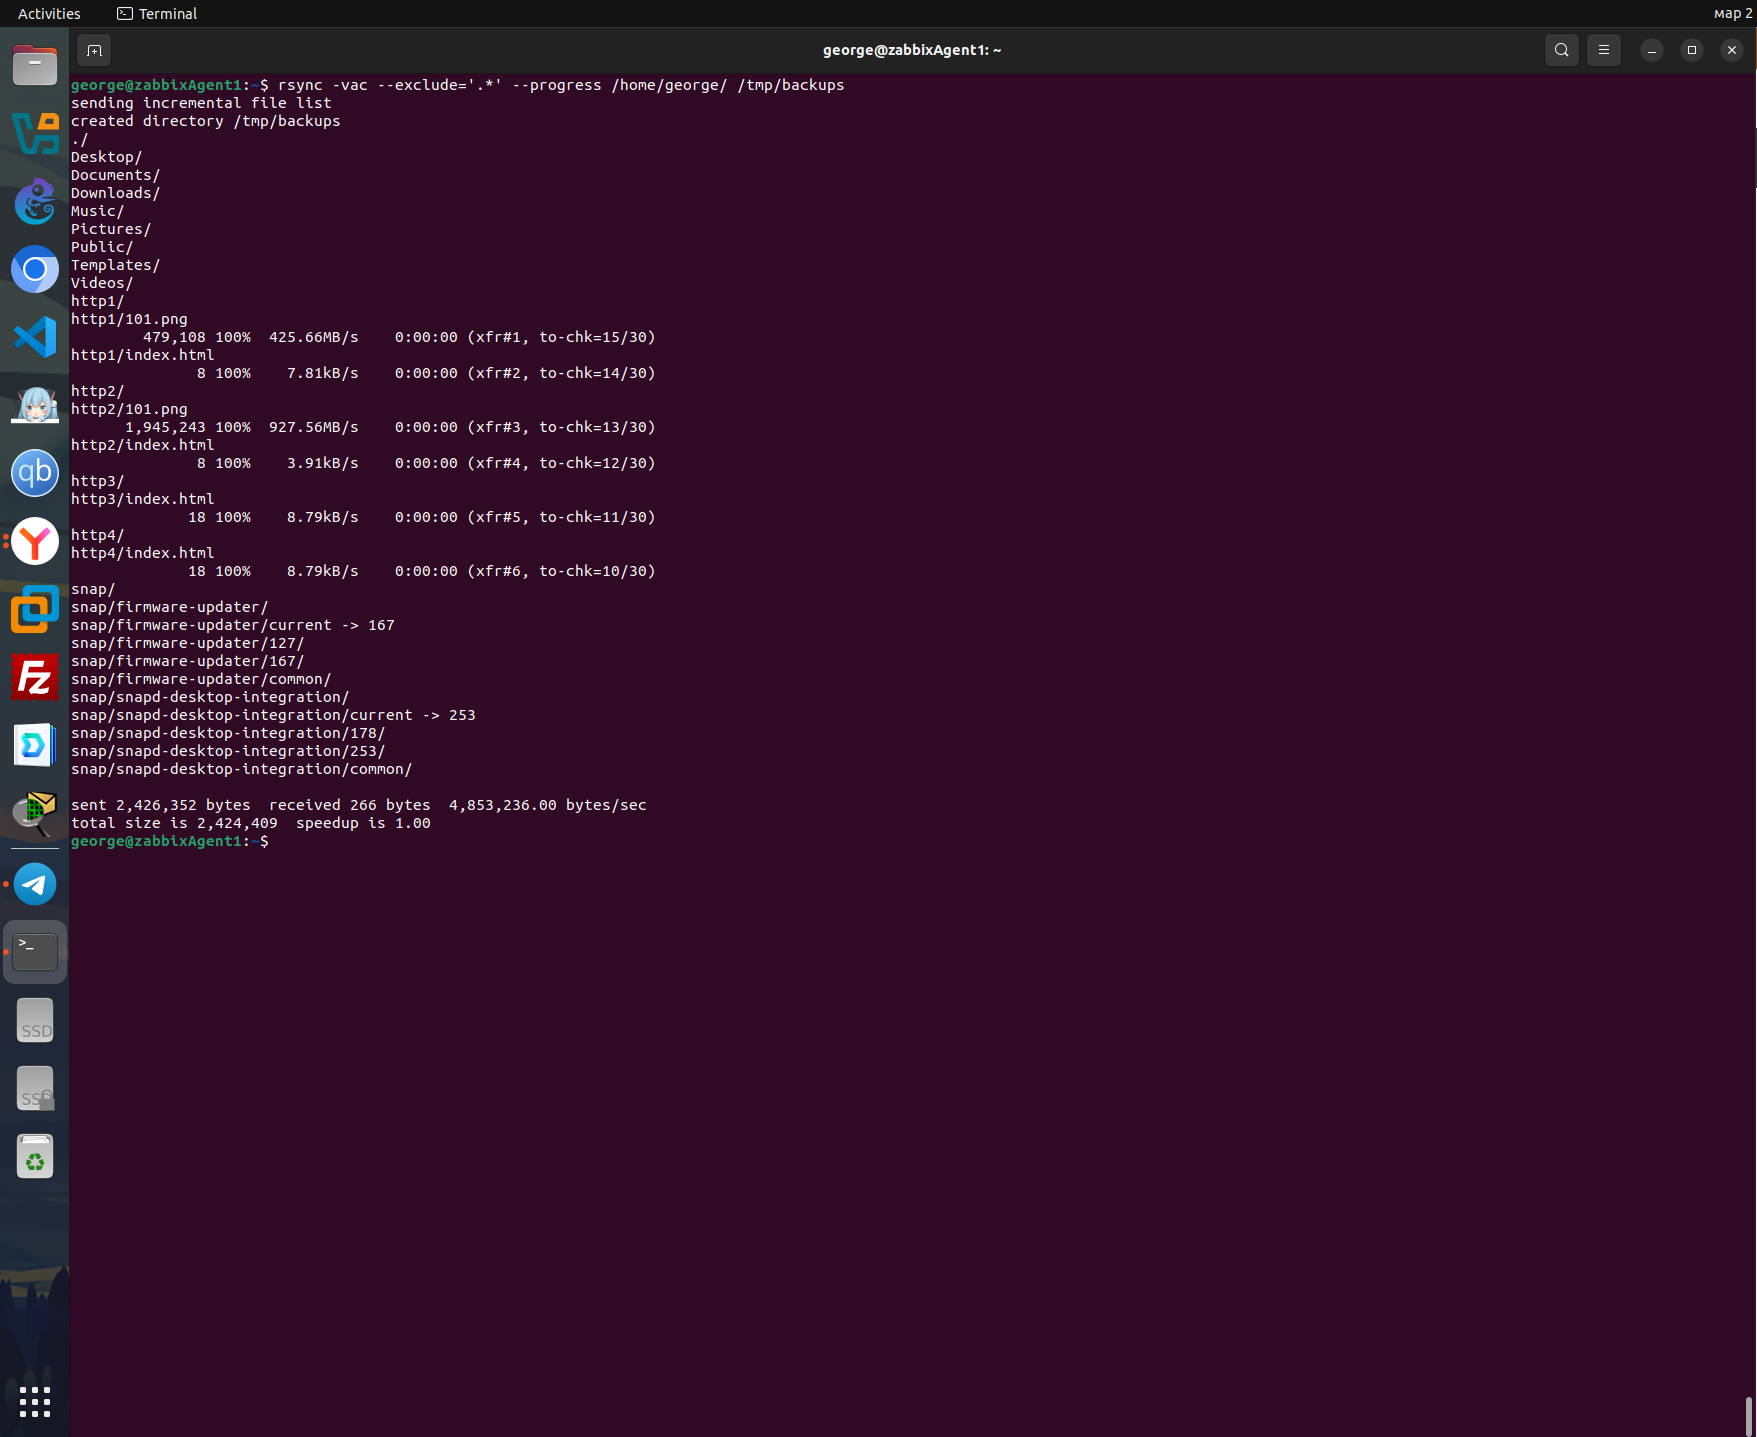 Activities
Terminal
мар 2
george@zabbixAgent1: ~
george@zabbixAgent1:~$ rsync -vac --exclude='.*' --progress /home/george/ /tmp/backups
sending incremental file list
created directory /tmp/backups
./
Desktop/
Documents/
Downloads/
Music/
Pictures/
Public/
Templates/
Videos/
http1/
http1/101.png
        479,108 100%  425.66MB/s    0:00:00 (xfr#1, to-chk=15/30)
http1/index.html
              8 100%    7.81kB/s    0:00:00 (xfr#2, to-chk=14/30)
http2/
http2/101.png
      1,945,243 100%  927.56MB/s    0:00:00 (xfr#3, to-chk=13/30)
http2/index.html
              8 100%    3.91kB/s    0:00:00 (xfr#4, to-chk=12/30)
http3/
http3/index.html
             18 100%    8.79kB/s    0:00:00 (xfr#5, to-chk=11/30)
http4/
http4/index.html
             18 100%    8.79kB/s    0:00:00 (xfr#6, to-chk=10/30)
snap/
snap/firmware-updater/
snap/firmware-updater/current -> 167
snap/firmware-updater/127/
snap/firmware-updater/167/
snap/firmware-updater/common/
snap/snapd-desktop-integration/
snap/snapd-desktop-integration/current -> 253
snap/snapd-desktop-integration/178/
snap/snapd-desktop-integration/253/
snap/snapd-desktop-integration/common/
sent 2,426,352 bytes  received 266 bytes  4,853,236.00 bytes/sec
total size is 2,424,409  speedup is 1.00
george@zabbixAgent1:~$
qb
Fz
>_
SSD
SSD